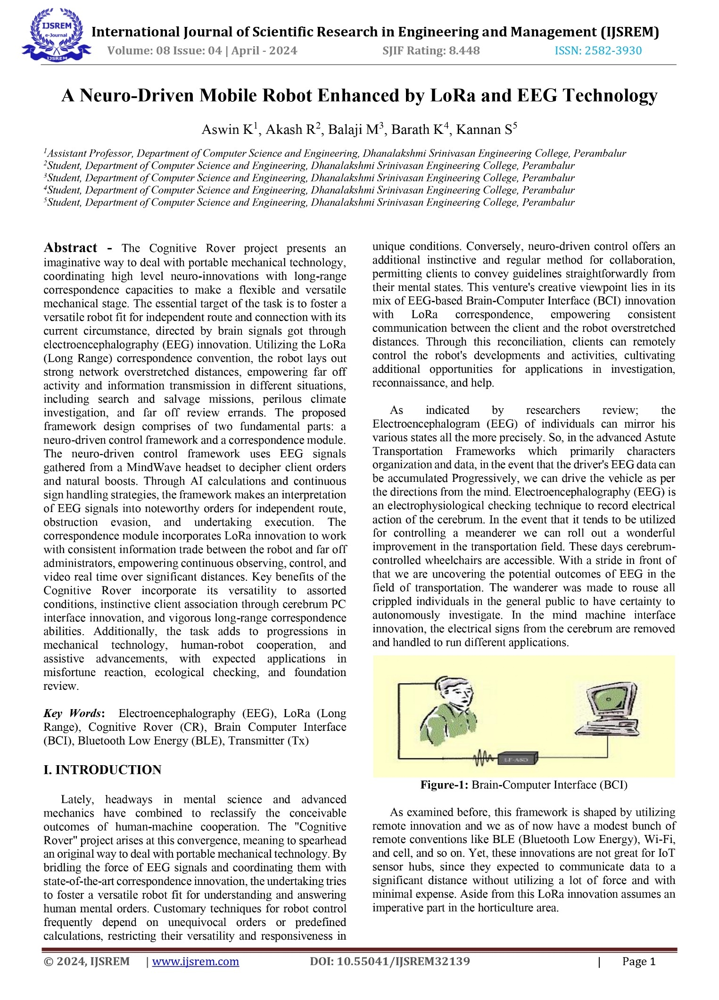 IJSREM
e-Journal
IJSREM
International Journal of Scientific Research in Engineering and Management (IJSREM)
Volume: 08 Issue: 04 | April - 2024 SJIF Rating: 8.448 ISSN: 2582-3930
A Neuro-Driven Mobile Robot Enhanced by LoRa and EEG Technology
Aswin K1, Akash R2, Balaji M3, Barath K4, Kannan S5
1Assistant Professor, Department of Computer Science and Engineering, Dhanalakshmi Srinivasan Engineering College, Perambalur
2Student, Department of Computer Science and Engineering, Dhanalakshmi Srinivasan Engineering College, Perambalur
3Student, Department of Computer Science and Engineering, Dhanalakshmi Srinivasan Engineering College, Perambalur
4Student, Department of Computer Science and Engineering, Dhanalakshmi Srinivasan Engineering College, Perambalur
5Student, Department of Computer Science and Engineering, Dhanalakshmi Srinivasan Engineering College, Perambalur
Abstract - The Cognitive Rover project presents an
imaginative way to deal with portable mechanical technology,
coordinating high level neuro-innovations with long-range
correspondence capacities to make a flexible and versatile
mechanical stage. The essential target of the task is to foster a
versatile robot fit for independent route and connection with its
current circumstance, directed by brain signals got through
electroencephalography (EEG) innovation. Utilizing the LoRa
(Long Range) correspondence convention, the robot lays out
strong network overstretched distances, empowering far off
activity and information transmission in different situations,
including search and salvage missions, perilous climate
investigation, and far off review errands. The proposed
framework design comprises of two fundamental parts: a
neuro-driven control framework and a correspondence module.
The neuro-driven control framework uses EEG signals
gathered from a MindWave headset to decipher client orders
and natural boosts. Through AI calculations and continuous
sign handling strategies, the framework makes an interpretation
of EEG signals into noteworthy orders for independent route,
obstruction evasion, and undertaking execution. The
correspondence module incorporates LoRa innovation to work
with consistent information trade between the robot and far off
administrators, empowering continuous observing, control, and
video real time over significant distances. Key benefits of the
Cognitive Rover incorporate its versatility to assorted
conditions, instinctive client association through cerebrum PC
interface innovation, and vigorous long-range correspondence
abilities. Additionally, the task adds to progressions in
mechanical technology, human-robot cooperation, and
assistive advancements, with expected applications in
misfortune reaction, ecological checking, and foundation
review.
Key Words: Electroencephalography (EEG), LoRa (Long
Range), Cognitive Rover (CR), Brain Computer Interface
(BCI), Bluetooth Low Energy (BLE), Transmitter (Tx)
I. INTRODUCTION
Lately, headways in mental science and advanced
mechanics have combined to reclassify the conceivable
outcomes of human-machine cooperation. The "Cognitive
Rover" project arises at this convergence, meaning to spearhead
an original way to deal with portable mechanical technology. By
bridling the force of EEG signals and coordinating them with
state-of-the-art correspondence innovation, the undertaking tries
to foster a versatile robot fit for understanding and answering
human mental orders. Customary techniques for robot control
frequently depend on unequivocal orders or predefined
calculations, restricting their versatility and responsiveness in
unique conditions. Conversely, neuro-driven control offers an
additional instinctive and regular method for collaboration,
permitting clients to convey guidelines straightforwardly from
their mental states. This venture's creative viewpoint lies in its
mix of EEG-based Brain-Computer Interface (BCI) innovation
with LoRa correspondence, empowering consistent
communication between the client and the robot overstretched
distances. Through this reconciliation, clients can remotely
control the robot's developments and activities, cultivating
additional opportunities for applications in investigation,
reconnaissance, and help.
As indicated by researchers review; the
Electroencephalogram (EEG) of individuals can mirror his
various states all the more precisely. So, in the advanced Astute
Transportation Frameworks which primarily characters
organization and data, in the event that the driver's EEG data can
be accumulated Progressively, we can drive the vehicle as per
the directions from the mind. Electroencephalography (EEG) is
an electrophysiological checking technique to record electrical
action of the cerebrum. In the event that it tends to be utilized
for controlling a meanderer we can roll out a wonderful
improvement in the transportation field. These days cerebrum-
controlled wheelchairs are accessible. With a stride in front of
that we are uncovering the potential outcomes of EEG in the
field of transportation. The wanderer was made to rouse all
crippled individuals in the general public to have certainty to
autonomously investigate. In the mind machine interface
innovation, the electrical signs from the cerebrum are removed
and handled to run different applications.
LF-ASD
Figure-1: Brain-Computer Interface (BCI)
As examined before, this framework is shaped by utilizing
remote innovation and we as of now have a modest bunch of
remote conventions like BLE (Bluetooth Low Energy), Wi-Fi,
and cell, and so on. Yet, these innovations are not great for IoT
sensor hubs, since they expected to communicate data to a
significant distance without utilizing a lot of force and with
minimal expense. Aside from this LoRa innovation assumes an
imperative part in the horticulture area.
© 2024, IJSREM | www.ijsrem.com DOI: 10.55041/IJSREM32139 | Page 1